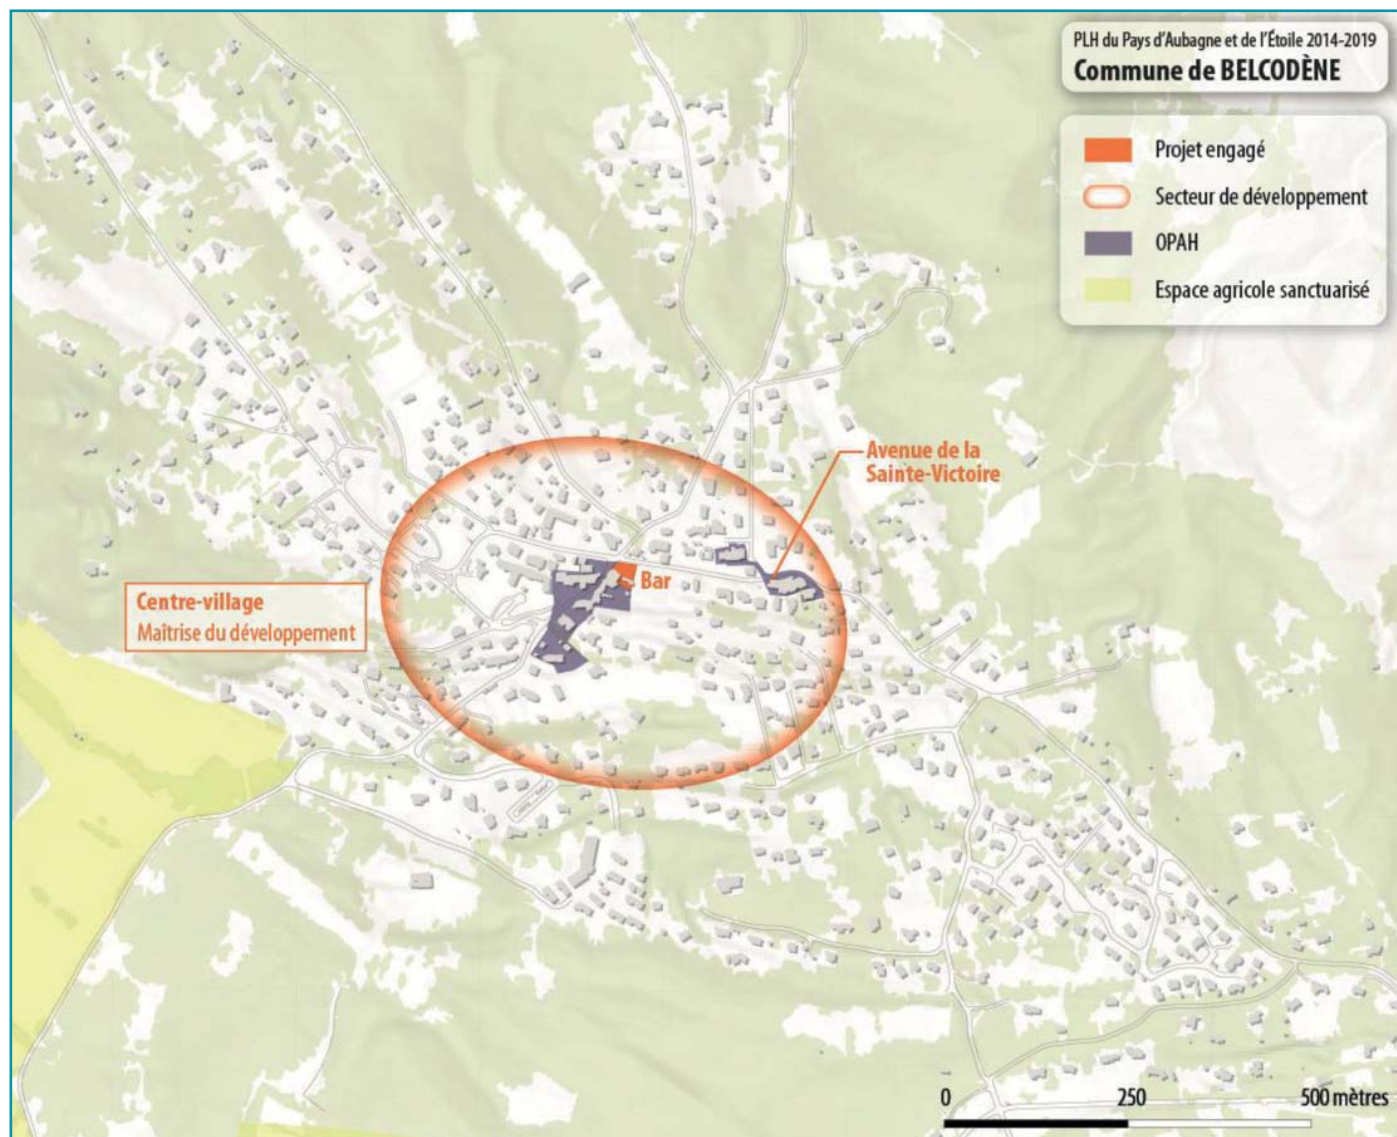 PLH du Pays d'Aubagne et de l'Étoile 2014-2019
Commune de BELCODÈNE
Projet engagé
Secteur de développement
OPAH
Espace agricole sanctuarisé
Avenue de la
Sainte-Victoire
Bar
Centre-village
Maîtrise du développement
0 250 500 mètres